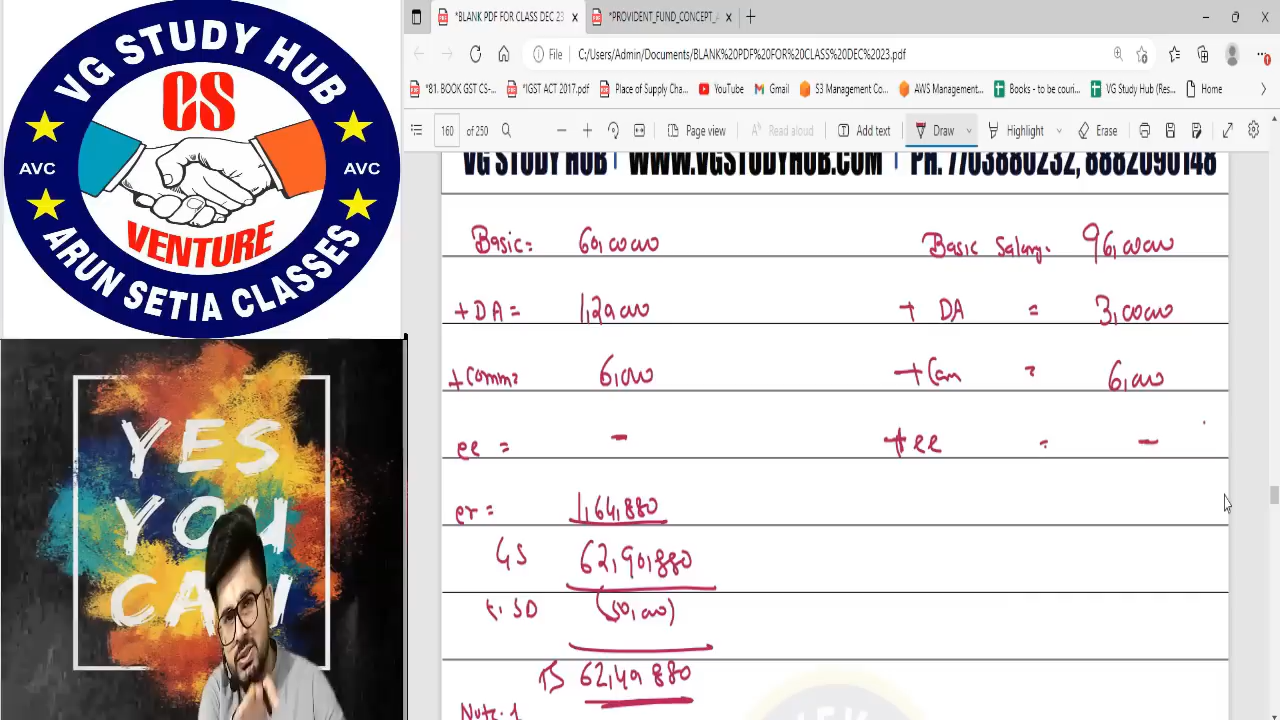 VG STUDY HUB
CS
AVC
AVC
VENTURE
ARUN SETIA CLASSES
YES
YOU
CAN
*BLANK PDF FOR CLASS DEC 23
*PROVIDENT_FUND_CONCEPT_
File
C:/Users/Admin/Documents/BLANK%20PDF%20FOR%20CLASS%20DEC%202023.pdf
*81. BOOK GST CS-...
*IGST ACT 2017.pdf
Place of Supply Cha...
YouTube
Gmail
S3 Management Co...
AWS Management...
Books - to be couri...
VG Study Hub (Res...
Home
160 of 250
Page view
Read aloud
Add text
Draw
Highlight
Erase
VG STUDY HUB | WWW.VGSTUDYHUB.COM | PH. 7703880232, 8882090148
Basic = 60,00,000
Basic Salary = 96,00,000
+ DA = 1,20,000
+ DA = 3,00,000
+ Comm = 6,000
+ Com = 6,000
ee = -
+ ee = -
er = 1,64,880
GS 62,90,880
SD (50,000)
TS 62,40,880
Note: 1